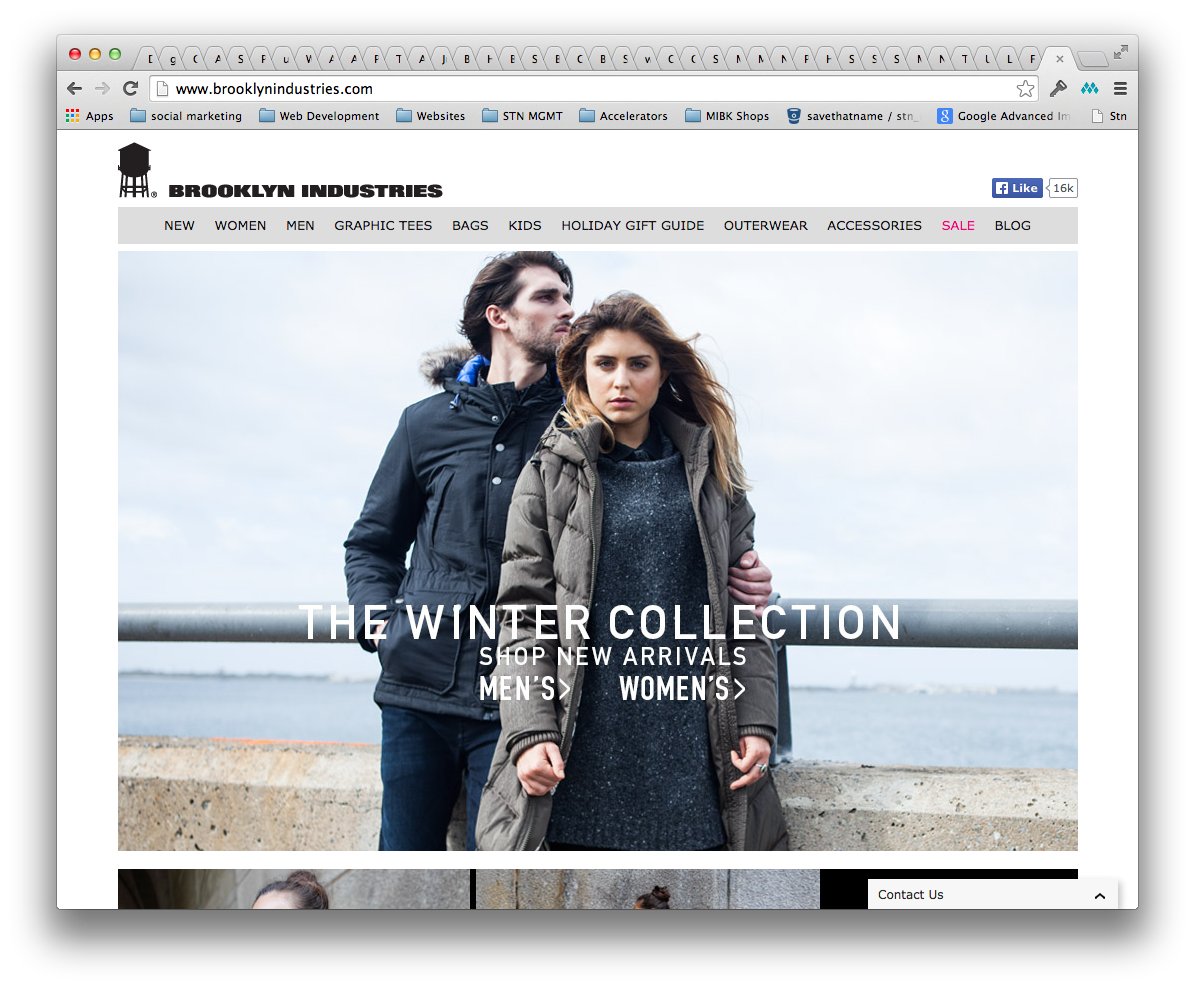 www.brooklynindustries.com
Apps social marketing Web Development Websites STN MGMT Accelerators MIBK Shops savethatname / stn_ Google Advanced Im Stn
BROOKLYN INDUSTRIES
Like 16k
NEW WOMEN MEN GRAPHIC TEES BAGS KIDS HOLIDAY GIFT GUIDE OUTERWEAR ACCESSORIES SALE BLOG
THE WINTER COLLECTION
SHOP NEW ARRIVALS
MEN'S> WOMEN'S>
Contact Us